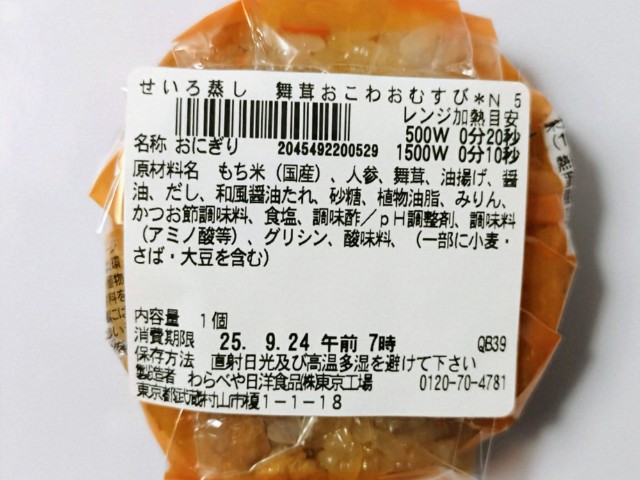 せいろ蒸し 舞茸おこわおむすび*N 5
レンジ加熱目安
500W 0分20秒
名称 おにぎり 2045492200529 1500W 0分10秒
原材料名 もち米(国産)、人参、舞茸、油揚げ、醤
油、だし、和風醤油たれ、砂糖、植物油脂、みりん、
かつお節調味料、食塩、調味酢/pH調整剤、調味料
(アミノ酸等)、グリシン、酸味料、(一部に小麦・
さば・大豆を含む)
内容量 1個
消費期限 25. 9.24 午前 7時 QB39
保存方法 直射日光及び高温多湿を避けて下さい
製造者 わらべや日洋食品㈱東京工場 0120-70-4781
東京都武蔵村山市榎1-1-18